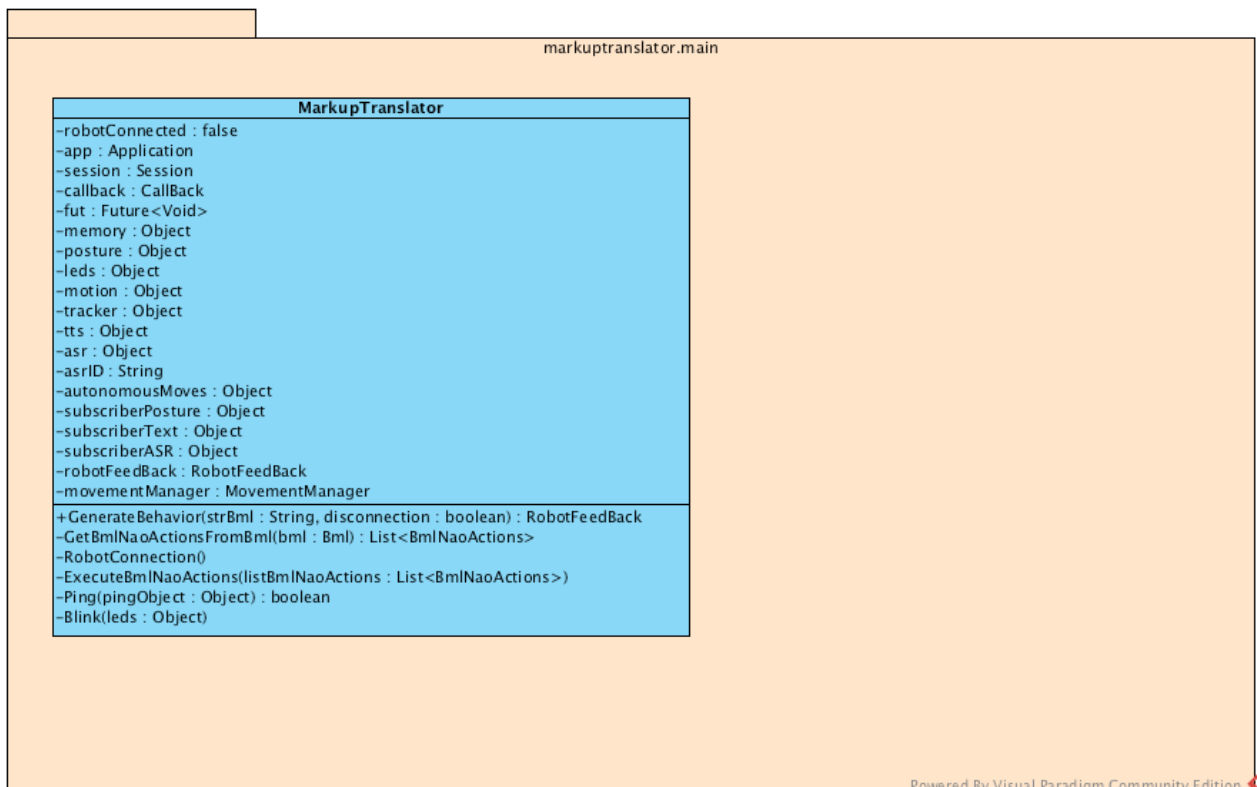 markuptranslator.main
MarkupTranslator
-robotConnected : false
-app : Application
-session : Session
-callback : CallBack
-fut : Future<Void>
-memory : Object
-posture : Object
-leds : Object
-motion : Object
-tracker : Object
-tts : Object
-asr : Object
-asrID : String
-autonomousMoves : Object
-subscriberPosture : Object
-subscriberText : Object
-subscriberASR : Object
-robotFeedBack : RobotFeedBack
-movementManager : MovementManager
+GenerateBehavior(strBml : String, disconnection : boolean) : RobotFeedBack
-GetBmlNaoActionsFromBml(bml : Bml) : List<BmlNaoActions>
-RobotConnection()
-ExecuteBmlNaoActions(listBmlNaoActions : List<BmlNaoActions>)
-Ping(pingObject : Object) : boolean
-Blink(leds : Object)
Powered By Visual Paradigm Community Edition